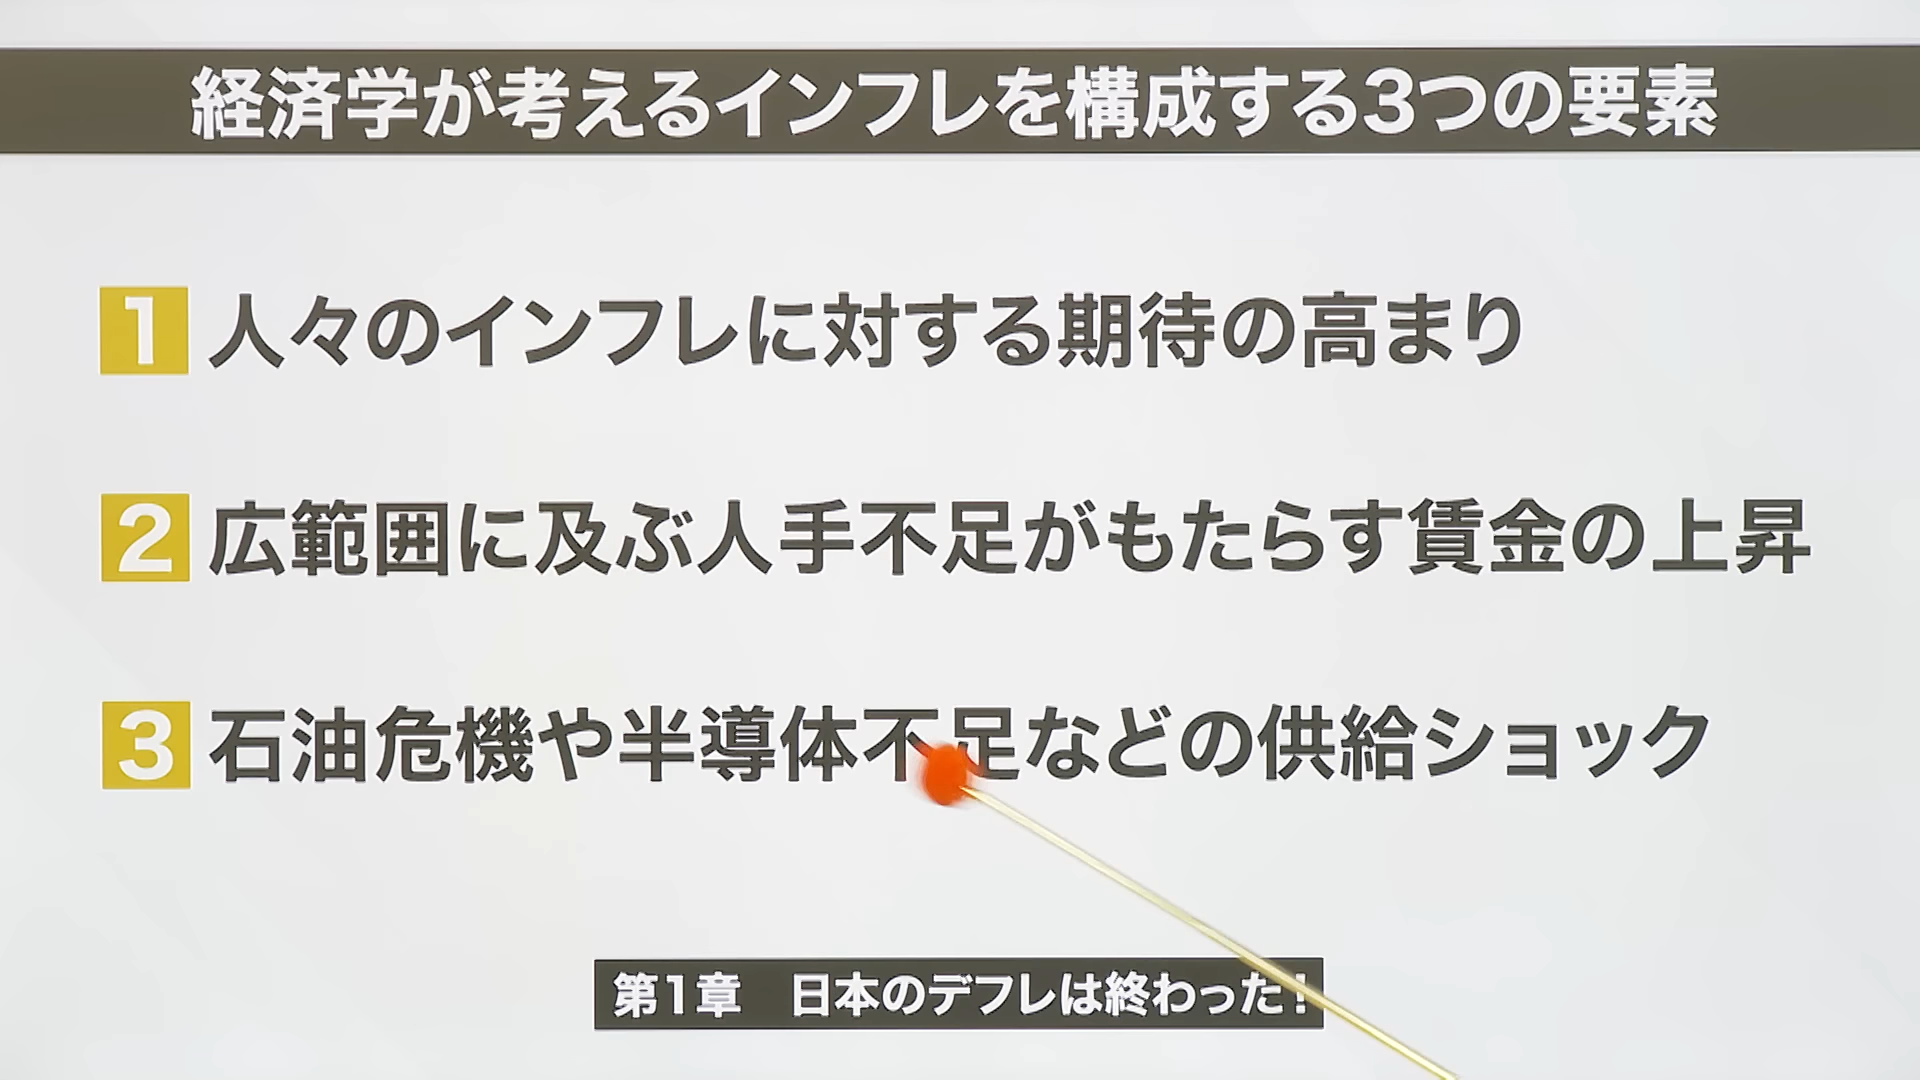 経済学が考えるインフレを構成する3つの要素
1 人々のインフレに対する期待の高まり
2 広範囲に及ぶ人手不足がもたらす賃金の上昇
3 石油危機や半導体不足などの供給ショック
第1章 日本のデフレは終わった!